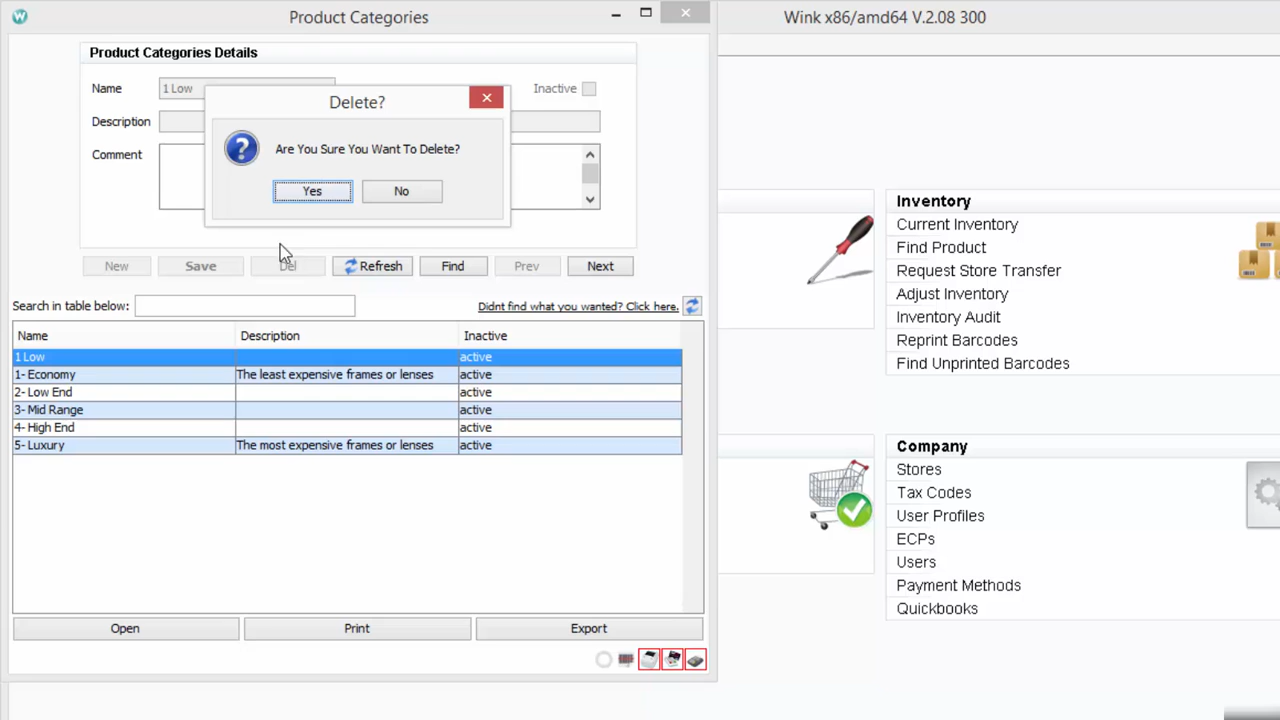 W
Product Categories
Wink x86/amd64 V.2.08 300
Product Categories Details
Name
1 Low
Inactive
Description
Comment
Delete?
Are You Sure You Want To Delete?
Yes No
New Save Del Refresh Find Prev Next
Search in table below:
Didnt find what you wanted? Click here.
Name Description Inactive
1 Low active
1- Economy The least expensive frames or lenses active
2- Low End active
3- Mid Range active
4- High End active
5- Luxury The most expensive frames or lenses active
Open Print Export
Inventory
Current Inventory
Find Product
Request Store Transfer
Adjust Inventory
Inventory Audit
Reprint Barcodes
Find Unprinted Barcodes
Company
Stores
Tax Codes
User Profiles
ECPs
Users
Payment Methods
Quickbooks